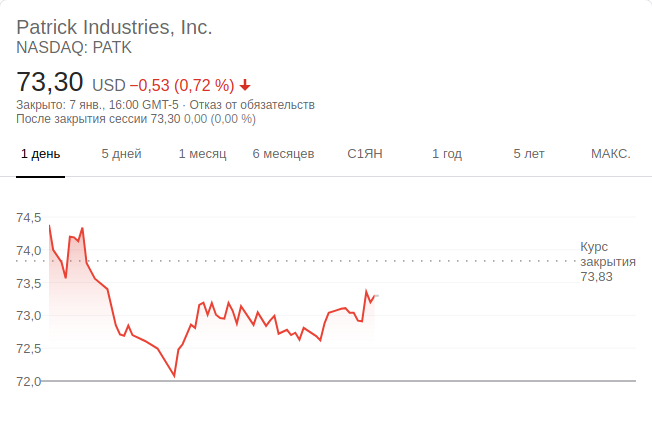 Patrick Industries, Inc.
NASDAQ: PATK
73,30 USD −0,53 (0,72 %)
Закрыто: 7 янв., 16:00 GMT-5 · Отказ от обязательств
После закрытия сессии 73,30 0,00 (0,00 %)
1 день 5 дней 1 месяц 6 месяцев С1ЯН 1 год 5 лет МАКС.
74,5
74,0
73,5
73,0
72,5
72,0
Курс
закрытия
73,83